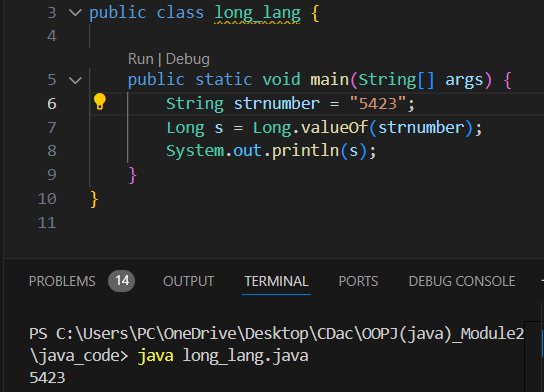 3 public class long_lang {
4
Run | Debug
5 public static void main(String[] args) {
6 String strnumber = "5423";
7 Long s = Long.valueOf(strnumber);
8 System.out.println(s);
9 }
10 }
11
PROBLEMS 14 OUTPUT TERMINAL PORTS DEBUG CONSOLE
PS C:\Users\PC\OneDrive\Desktop\CDac\OOPJ(java)_Module2
\java_code> java long_lang.java
5423